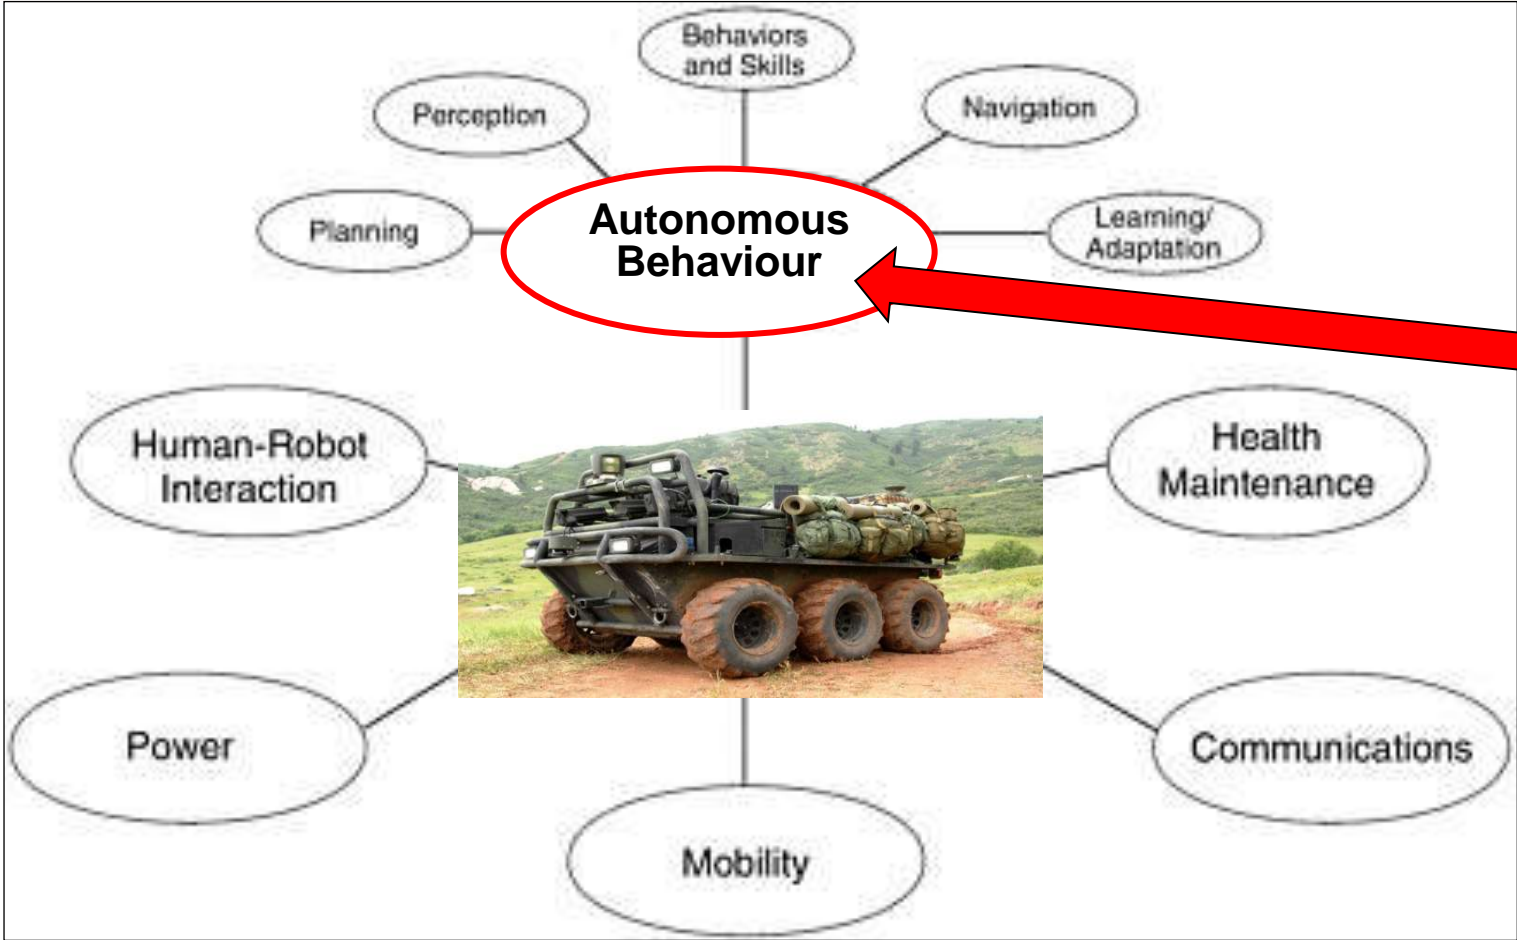 Behaviors
and Skills
Perception
Navigation
Planning
Autonomous
Behaviour
Learning/
Adaptation
Human-Robot
Interaction
Health
Maintenance
Power
Communications
Mobility